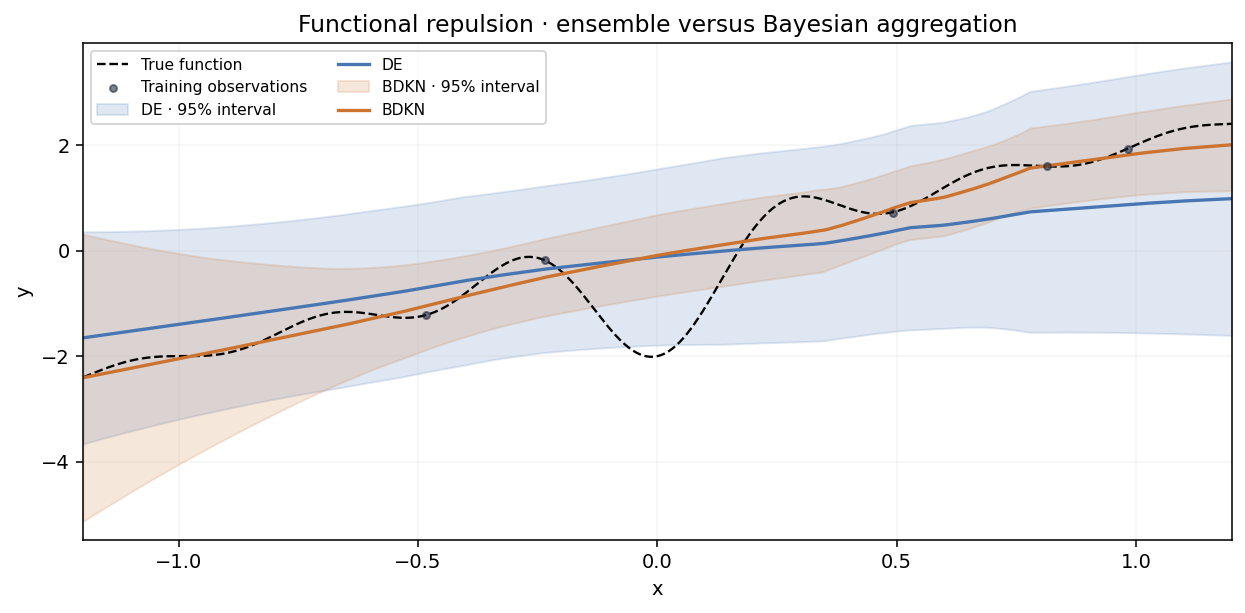 Functional repulsion · ensemble versus Bayesian aggregation
True function
Training observations
DE · 95% interval
DE
BDKN · 95% interval
BDKN
y
2
0
−2
−4
−1.0
−0.5
0.0
0.5
1.0
x